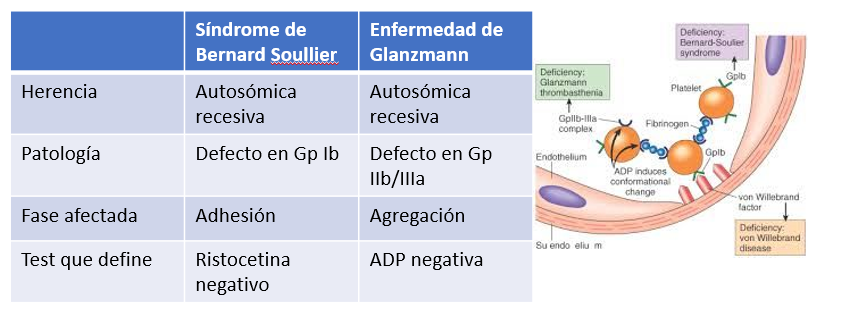 Síndrome de
Bernard Soullier
Enfermedad de
Glanzmann
Herencia
Autosómica
recesiva
Autosómica
recesiva
Patología
Defecto en Gp Ib
Defecto en Gp
IIb/IIIa
Fase afectada
Adhesión
Agregación
Test que define
Ristocetina
negativo
ADP negativa
Deficiency:
Bernard-Soulier
syndrome
Deficiency:
Glanzmann
thrombasthenia
GpIb
Platelet
GpIIb-IIIa
complex
Fibrinogen
GpIb
Endothelium
ADP induces
conformational
change
von Willebrand
factor
Deficiency:
von Willebrand
disease
Su endo eliu m